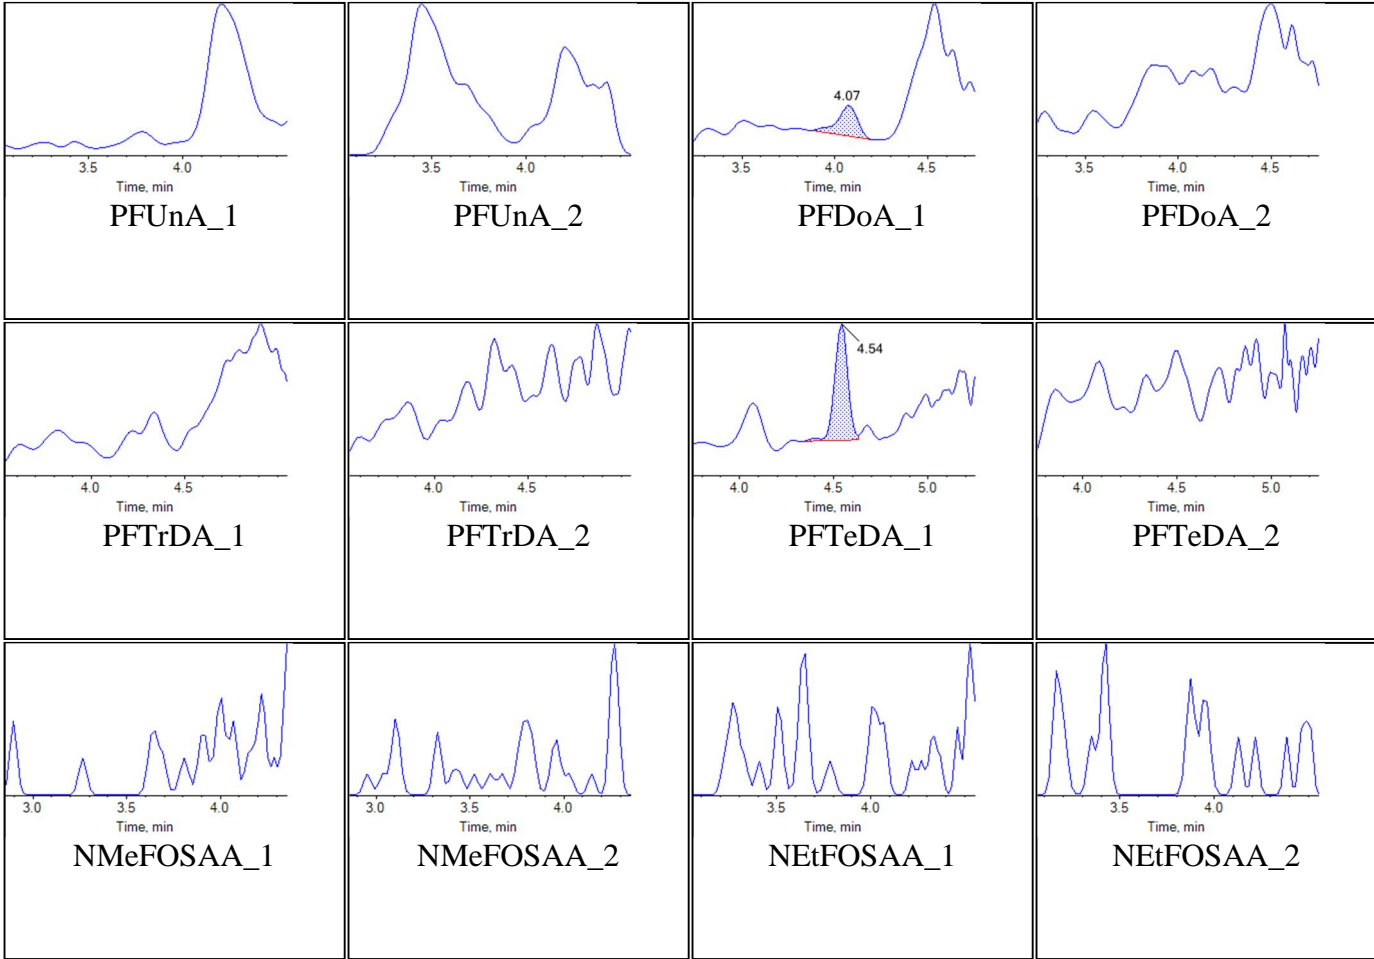 3.5 4.0
Time, min
PFUnA_1
3.5 4.0
Time, min
PFUnA_2
4.07
3.5 4.0 4.5
Time, min
PFDoA_1
3.5 4.0 4.5
Time, min
PFDoA_2
4.0 4.5
Time, min
PFTrDA_1
4.0 4.5
Time, min
PFTrDA_2
4.54
4.0 4.5 5.0
Time, min
PFTeDA_1
4.0 4.5 5.0
Time, min
PFTeDA_2
3.0 3.5 4.0
Time, min
NMeFOSAA_1
3.0 3.5 4.0
Time, min
NMeFOSAA_2
3.5 4.0
Time, min
NEtFOSAA_1
3.5 4.0
Time, min
NEtFOSAA_2